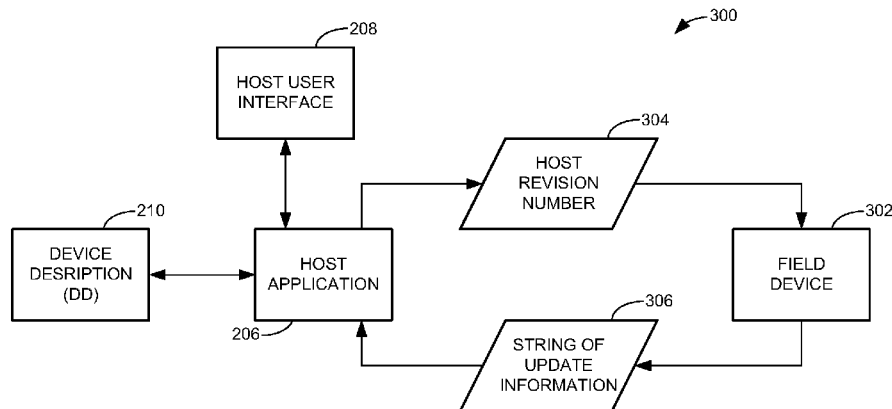 300
208
HOST USER
INTERFACE
304
HOST
REVISION
NUMBER
210
DEVICE
DESRIPTION
(DD)
HOST
APPLICATION
206
302
FIELD
DEVICE
306
STRING OF
UPDATE
INFORMATION